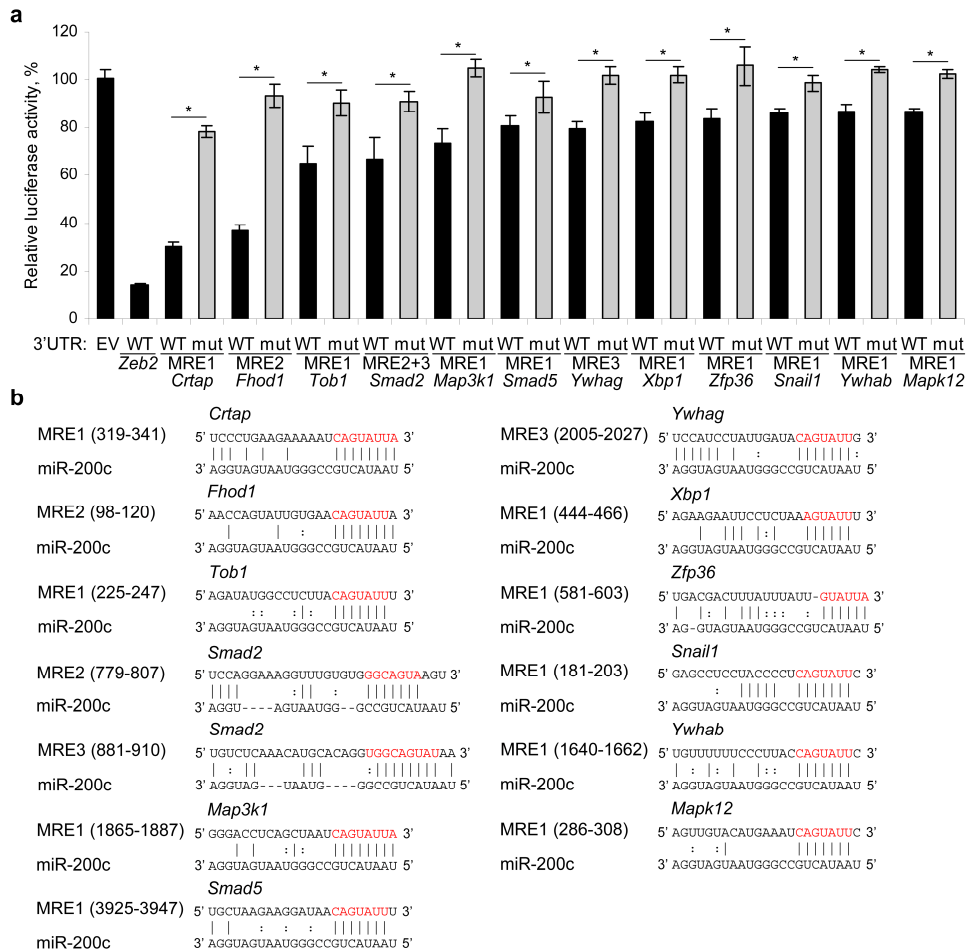 a
Relative luciferase activity, %
120
100
80
60
40
20
0
3'UTR: EV WT WT mut WT mut WT mut WT mut WT mut WT mut WT mut WT mut WT mut WT mut WT mut WT mut
Zeb2 MRE1 MRE2 MRE1 MRE2+3 MRE1 MRE1 MRE3 MRE1 MRE1 MRE1 MRE1 MRE1
Crtap Fhod1 Tob1 Smad2 Map3k1 Smad5 Ywhag Xbp1 Zfp36 Snail1 Ywhab Mapk12
* * * * * * * * * * * *
b
Crtap
MRE1 (319-341) 5' UCCCUGAAGAAAAAUCAGUAUUA 3'
miR-200c 3' AGGUAGUAAUGGGCCGUCAUAAU 5'
Fhod1
MRE2 (98-120) 5' AACCAGUAUUGUGAACAGUAUUA 3'
miR-200c 3' AGGUAGUAAUGGGCCGUCAUAAU 5'
Tob1
MRE1 (225-247) 5' AGAUAUGGCCUCUUACAGUAUUU 3'
miR-200c 3' AGGUAGUAAUGGGCCGUCAUAAU 5'
Smad2
MRE2 (779-807) 5' UCCAGGAAAGGUUUGUGUGGGCAGUAAGU 3'
miR-200c 3' AGGU----AGUAAUGG--GCCGUCAUAAU 5'
Smad2
MRE3 (881-910) 5' UGUCUCAAACAUGCACAGGUGGCAGUAUAA 3'
miR-200c 3' AGGUAG---UAAUG----GGCCGUCAUAAU 5'
Map3k1
MRE1 (1865-1887) 5' GGGACCUCAGCUAAUCAGUAUUA 3'
miR-200c 3' AGGUAGUAAUGGGCCGUCAUAAU 5'
Smad5
MRE1 (3925-3947) 5' UGCUAAGAAGGAUAACAGUAUUU 3'
miR-200c 3' AGGUAGUAAUGGGCCGUCAUAAU 5'
Ywhag
MRE3 (2005-2027) 5' UUCCAUCCUAUUGAUACAGUAUUG 3'
miR-200c 3' AGGUAGUAAUGGGCCGUCAUAAU 5'
Xbp1
MRE1 (444-466) 5' AGAAGAAUUCCUCUAAAGUAUUU 3'
miR-200c 3' AGGUAGUAAUGGGCCGUCAUAAU 5'
Zfp36
MRE1 (581-603) 5' UGACGACUUUAUUUAUU-GUAUUA 3'
miR-200c 3' AG-GUAGUAAUGGGCCGUCAUAAU 5'
Snail1
MRE1 (181-203) 5' GAGCCUCCUACCCCUCAGUAUUC 3'
miR-200c 3' AGGUAGUAAUGGGCCGUCAUAAU 5'
Ywhab
MRE1 (1640-1662) 5' UGUUUUUUCCCUUACCAGUAUUC 3'
miR-200c 3' AGGUAGUAAUGGGCCGUCAUAAU 5'
Mapk12
MRE1 (286-308) 5' AGUUGUACAUGAAAUCAGUAUUC 3'
miR-200c 3' AGGUAGUAAUGGGCCGUCAUAAU 5'